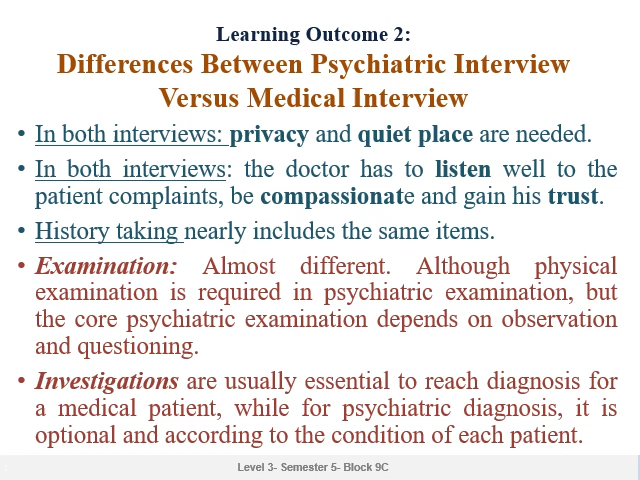 Learning Outcome 2:
Differences Between Psychiatric Interview
Versus Medical Interview
• In both interviews: privacy and quiet place are needed.
• In both interviews: the doctor has to listen well to the
patient complaints, be compassionate and gain his trust.
• History taking nearly includes the same items.
• Examination: Almost different. Although physical
examination is required in psychiatric examination, but
the core psychiatric examination depends on observation
and questioning.
• Investigations are usually essential to reach diagnosis for
a medical patient, while for psychiatric diagnosis, it is
optional and according to the condition of each patient.
Level 3- Semester 5- Block 9C